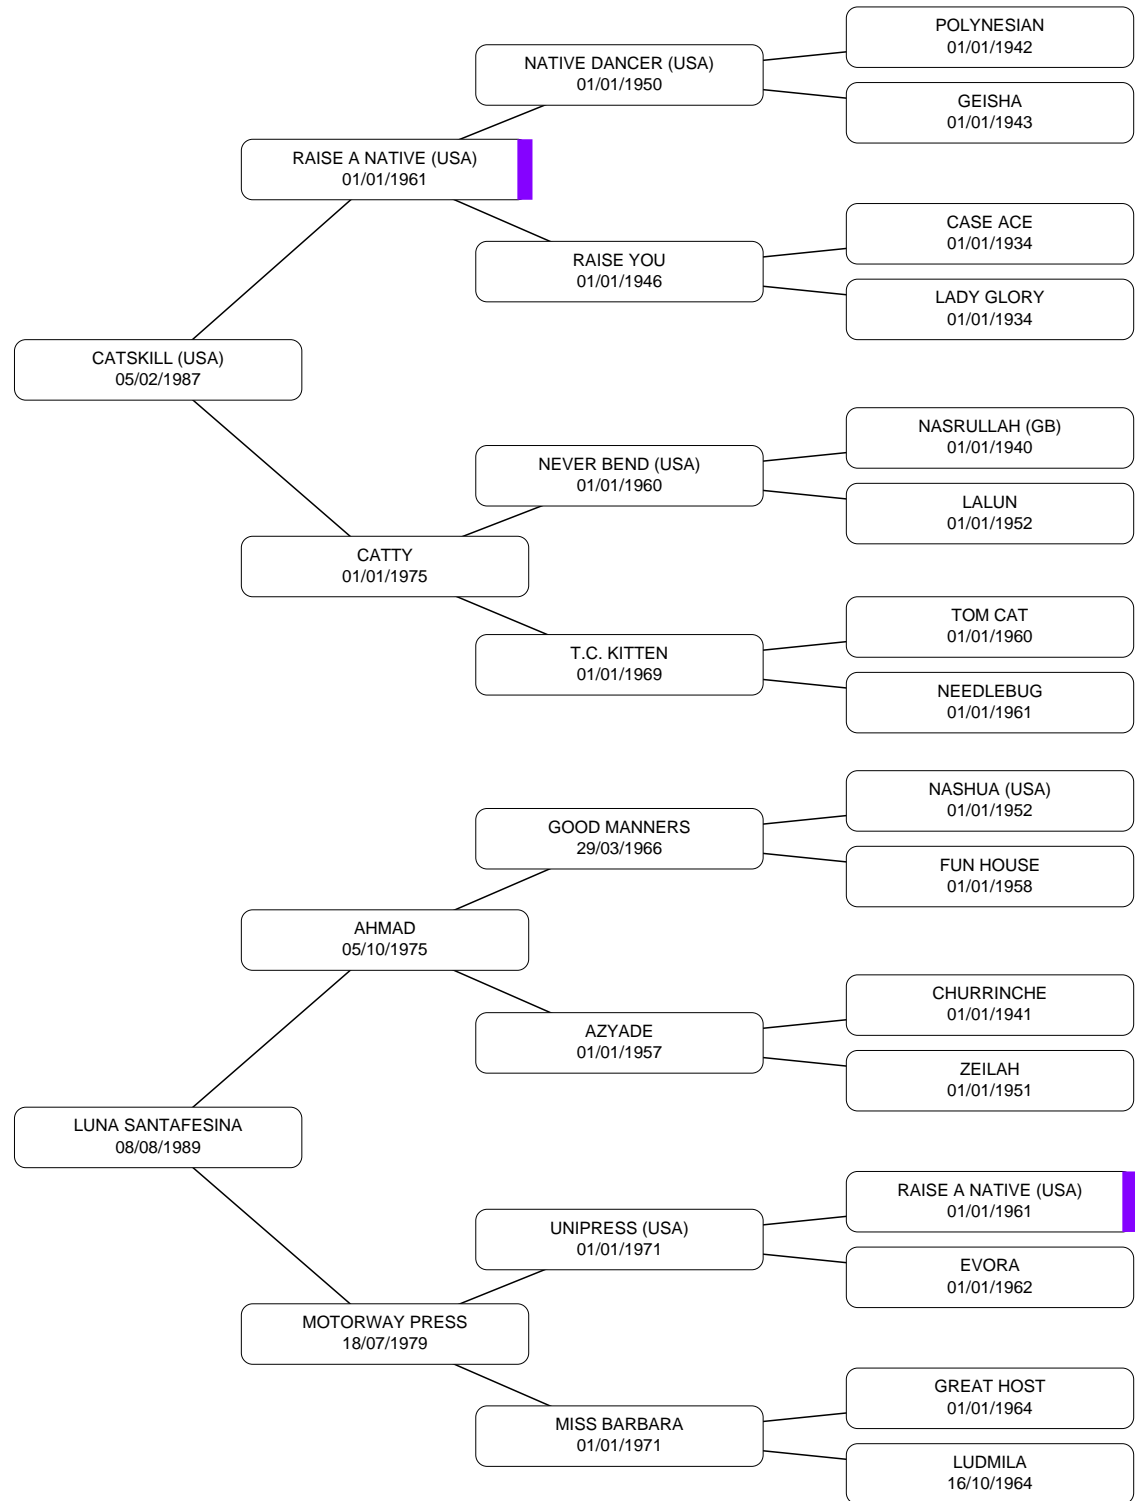 POLYNESIAN
01/01/1942
NATIVE DANCER (USA)
01/01/1950
GEISHA
01/01/1943
RAISE A NATIVE (USA)
01/01/1961
CASE ACE
01/01/1934
RAISE YOU
01/01/1946
LADY GLORY
01/01/1934
CATSKILL (USA)
05/02/1987
NASRULLAH (GB)
01/01/1940
NEVER BEND (USA)
01/01/1960
LALUN
01/01/1952
CATTY
01/01/1975
TOM CAT
01/01/1960
T.C. KITTEN
01/01/1969
NEEDLEBUG
01/01/1961
NASHUA (USA)
01/01/1952
GOOD MANNERS
29/03/1966
FUN HOUSE
01/01/1958
AHMAD
05/10/1975
CHURRINCHE
01/01/1941
AZYADE
01/01/1957
ZEILAH
01/01/1951
LUNA SANTAFESINA
08/08/1989
RAISE A NATIVE (USA)
01/01/1961
UNIPRESS (USA)
01/01/1971
EVORA
01/01/1962
MOTORWAY PRESS
18/07/1979
GREAT HOST
01/01/1964
MISS BARBARA
01/01/1971
LUDMILA
16/10/1964